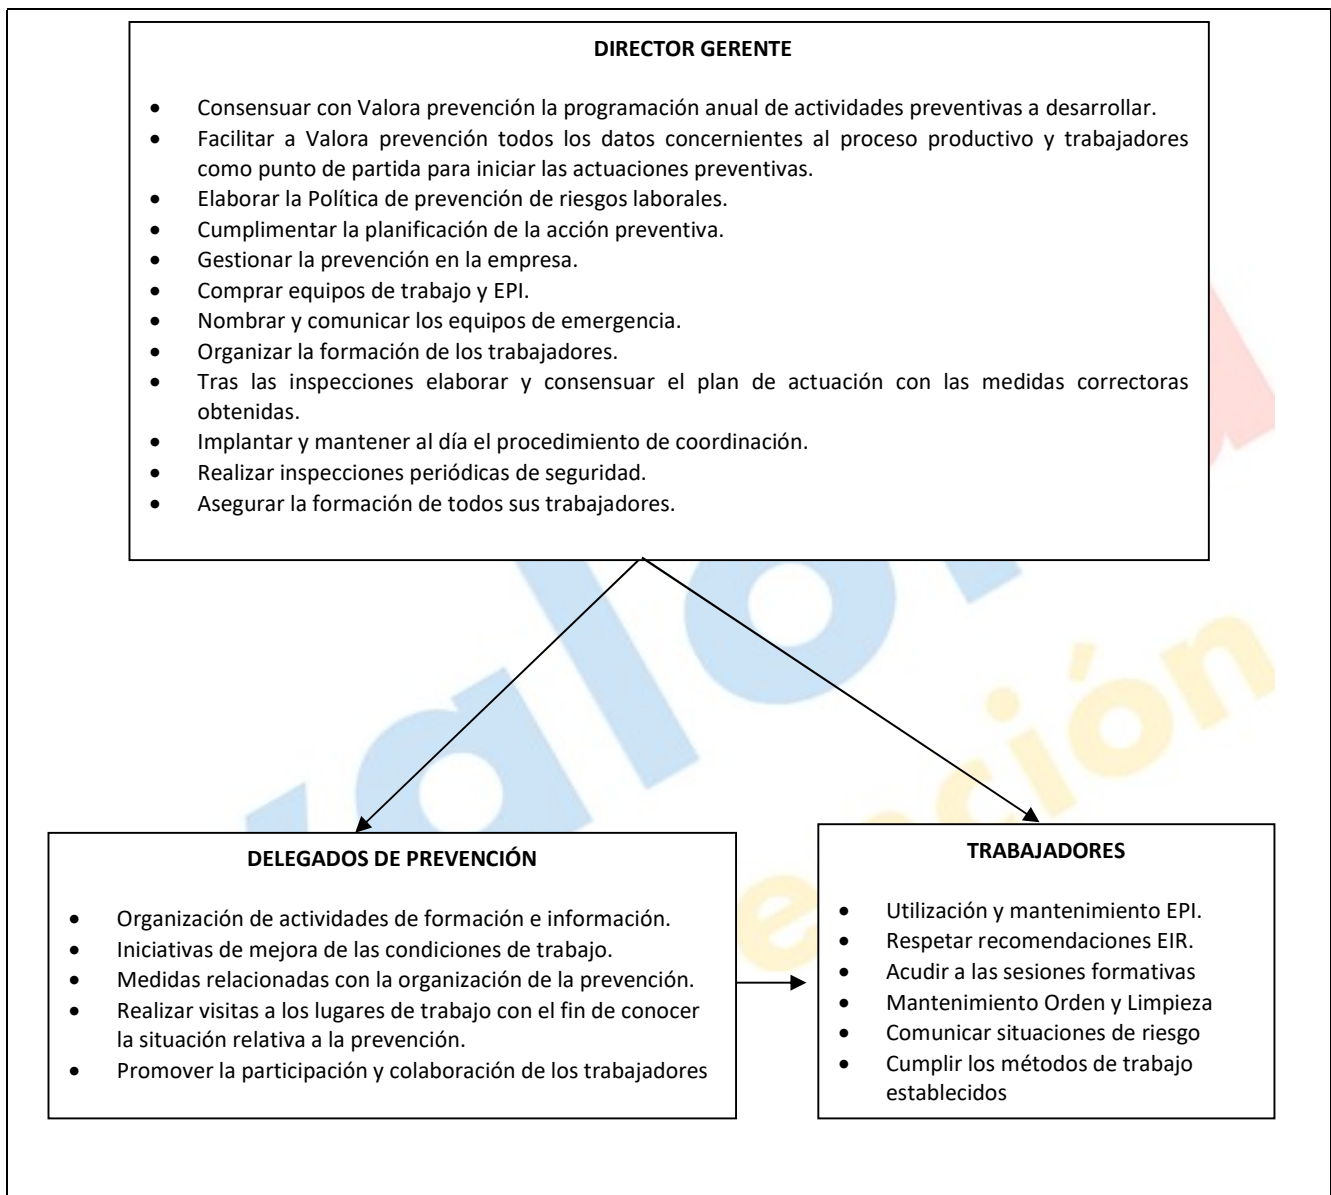 DIRECTOR GERENTE
• Consensuar con Valora prevención la programación anual de actividades preventivas a desarrollar.
• Facilitar a Valora prevención todos los datos concernientes al proceso productivo y trabajadores
como punto de partida para iniciar las actuaciones preventivas.
• Elaborar la Política de prevención de riesgos laborales.
• Cumplimentar la planificación de la acción preventiva.
• Gestionar la prevención en la empresa.
• Comprar equipos de trabajo y EPI.
• Nombrar y comunicar los equipos de emergencia.
• Organizar la formación de los trabajadores.
• Tras las inspecciones elaborar y consensuar el plan de actuación con las medidas correctoras
obtenidas.
• Implantar y mantener al día el procedimiento de coordinación.
• Realizar inspecciones periódicas de seguridad.
• Asegurar la formación de todos sus trabajadores.
DELEGADOS DE PREVENCIÓN
• Organización de actividades de formación e información.
• Iniciativas de mejora de las condiciones de trabajo.
• Medidas relacionadas con la organización de la prevención.
• Realizar visitas a los lugares de trabajo con el fin de conocer
la situación relativa a la prevención.
• Promover la participación y colaboración de los trabajadores
TRABAJADORES
• Utilización y mantenimiento EPI.
• Respetar recomendaciones EIR.
• Acudir a las sesiones formativas
• Mantenimiento Orden y Limpieza
• Comunicar situaciones de riesgo
• Cumplir los métodos de trabajo
establecidos